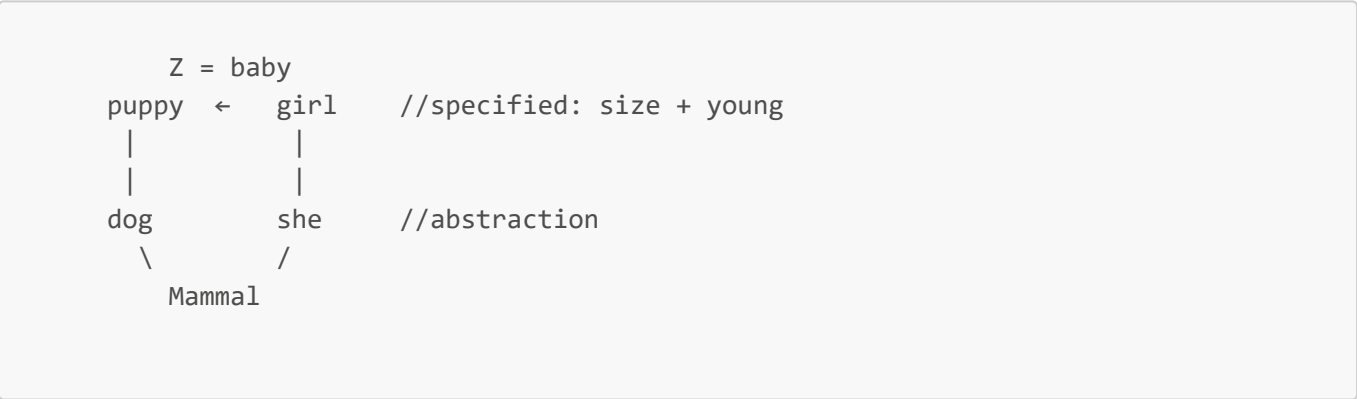 Z = baby
puppy ← girl //specified: size + young
| |
| |
dog she //abstraction
\ /
Mammal